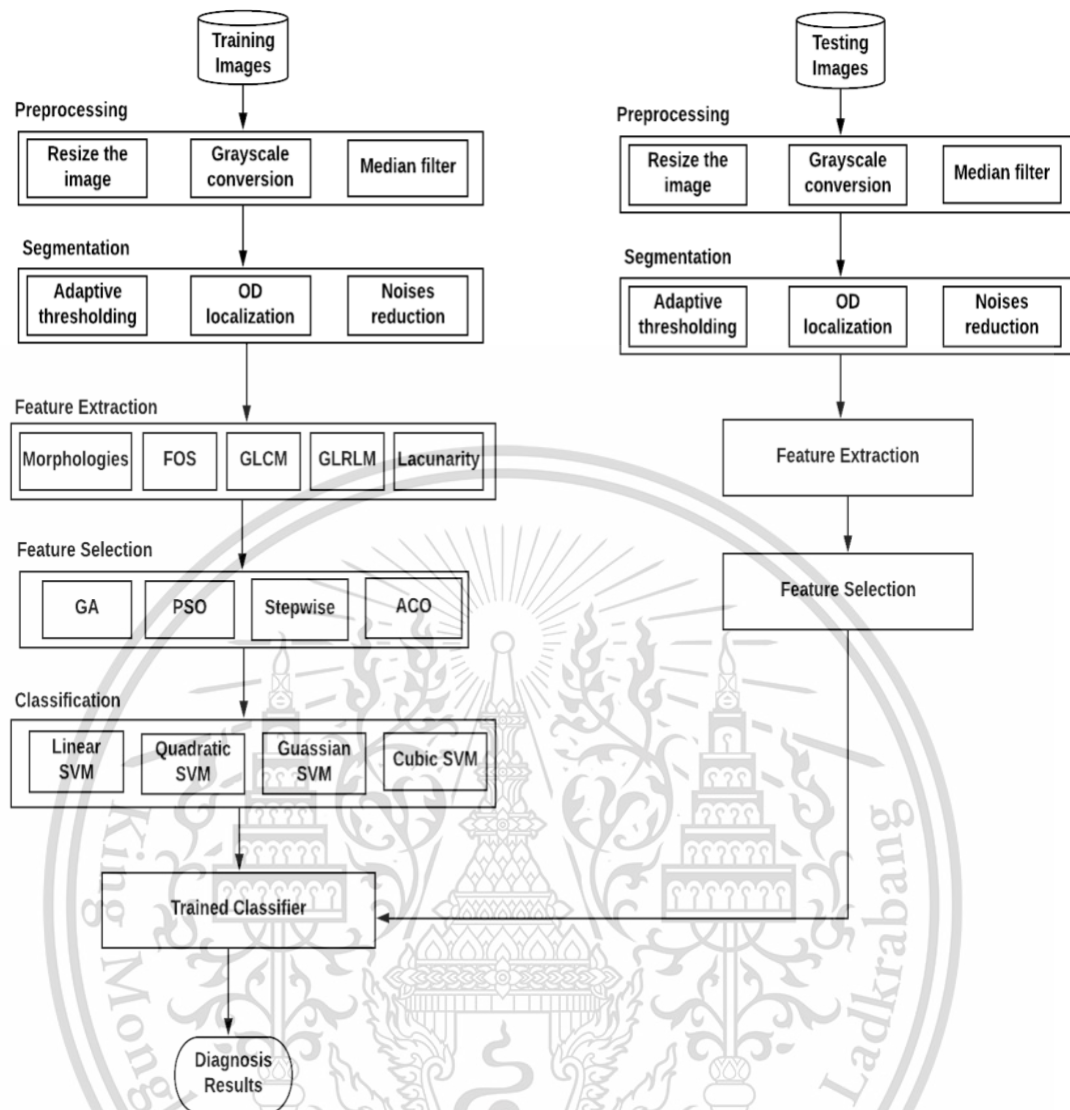 Training
Images
Preprocessing
Resize the
image
Grayscale
conversion
Median filter
Segmentation
Adaptive
thresholding
OD
localization
Noises
reduction
Feature Extraction
Morphologies
FOS
GLCM
GLRLM
Lacunarity
Feature Selection
GA
PSO
Stepwise
ACO
Classification
Linear
SVM
Quadratic
SVM
Guassian
SVM
Cubic SVM
Trained Classifier
Diagnosis
Results
Testing
Images
Preprocessing
Resize the
image
Grayscale
conversion
Median filter
Segmentation
Adaptive
thresholding
OD
localization
Noises
reduction
Feature Extraction
Feature Selection
King
Ladkrabang